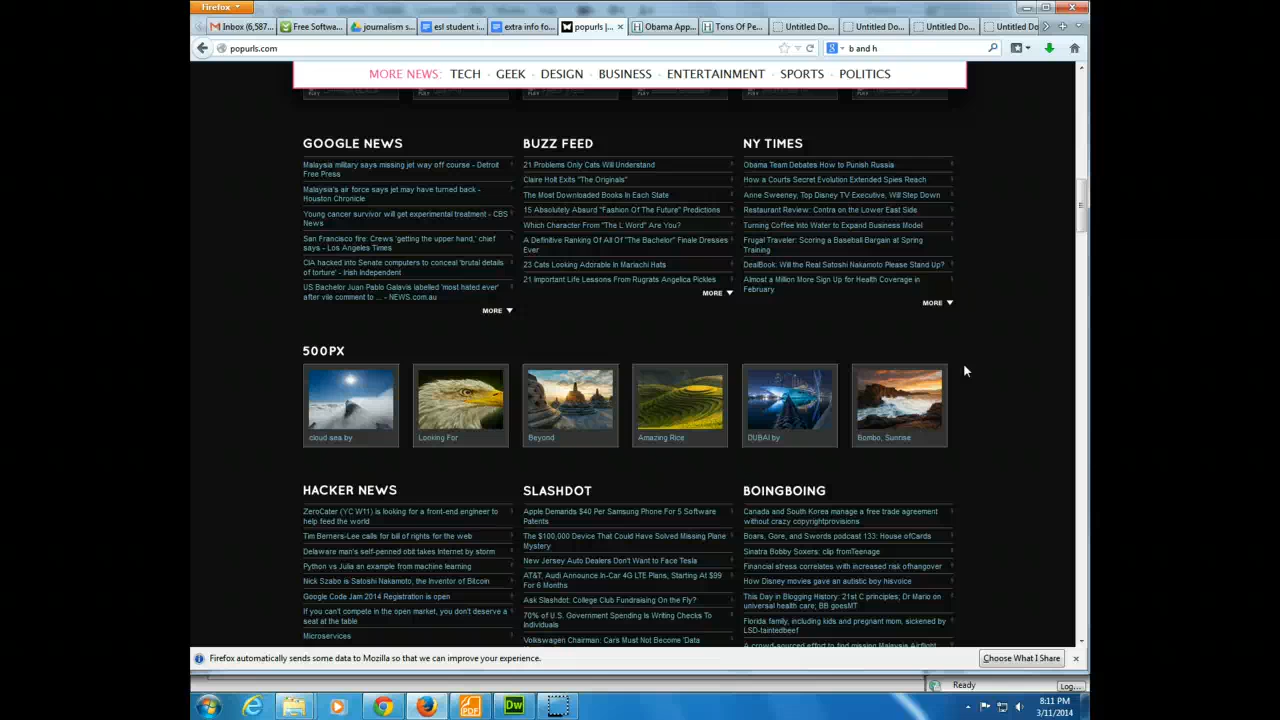 Firefox
Inbox (6,587... Free Softwa... journalism s... esl student i... extra info fo... popurls |... Obama App... Tons Of Pe... Untitled Do... Untitled Do... Untitled Do... Untitled Do
popurls.com
b and h
MORE NEWS: TECH · GEEK · DESIGN · BUSINESS · ENTERTAINMENT · SPORTS · POLITICS
GOOGLE NEWS
Malaysia military says missing jet way off course - Detroit
Free Press
Malaysia's air force says jet may have turned back -
Houston Chronicle
Young cancer survivor will get experimental treatment - CBS
News
San Francisco fire: Crews 'getting the upper hand,' chief
says - Los Angeles Times
CIA hacked into Senate computers to conceal 'brutal details
of torture' - Irish Independent
US Bachelor Juan Pablo Galavis labelled 'most hated ever'
after vile comment to ... - NEWS.com.au
MORE
BUZZ FEED
21 Problems Only Cats Will Understand
Claire Holt Exits "The Originals"
The Most Downloaded Books In Each State
15 Absolutely Absurd "Fashion Of The Future" Predictions
Which Character From "The L Word" Are You?
A Definitive Ranking Of All Of "The Bachelor" Finale Dresses
Ever
23 Cats Looking Adorable In Mariachi Hats
21 Important Life Lessons From Rugrats Angelica Pickles
MORE
NY TIMES
Obama Team Debates How to Punish Russia
How a Courts Secret Evolution Extended Spies Reach
Anne Sweeney, Top Disney TV Executive, Will Step Down
Restaurant Review: Contra on the Lower East Side
Turning Coffee Into Water to Expand Business Model
Frugal Traveler: Scoring a Baseball Bargain at Spring
Training
DealBook: Will the Real Satoshi Nakamoto Please Stand Up?
Almost a Million More Sign Up for Health Coverage in
February
MORE
500PX
cloud sea by
Looking For
Beyond
Amazing Rice
DUBAI by
Bombo, Sunrise
HACKER NEWS
ZeroCater (YC W11) is looking for a front-end engineer to
help feed the world
Tim Berners-Lee calls for bill of rights for the web
Delaware man's self-penned obit takes Internet by storm
Python vs Julia an example from machine learning
Nick Szabo is Satoshi Nakamoto, the Inventor of Bitcoin
Google Code Jam 2014 Registration is open
If you can't compete in the open market, you don't deserve a
seat at the table
Microservices
SLASHDOT
Apple Demands $40 Per Samsung Phone For 5 Software
Patents
The $100,000 Device That Could Have Solved Missing Plane
Mystery
New Jersey Auto Dealers Don't Want to Face Tesla
AT&T, Audi Announce In-Car 4G LTE Plans, Starting At $99
For 6 Months
Ask Slashdot: College Club Fundraising On the Fly?
70% of U.S. Government Spending Is Writing Checks To
Individuals
Volkswagen Chairman: Cars Must Not Become 'Data
BOINGBOING
Canada and South Korea manage a free trade agreement
without crazy copyrightprovisions
Boars, Gore, and Swords podcast 133: House ofCards
Sinatra Bobby Soxers: clip fromTeenage
Financial stress correlates with increased risk ofhangover
How Disney movies gave an autistic boy hisvoice
This Day in Blogging History: 21st C principles; Dr Mario on
universal health care; BB goesMT
Florida family, including kids and pregnant mom, sickened by
LSD-taintedbeef
A crowd-sourced effort to find missing Malaysia Airflight
Firefox automatically sends some data to Mozilla so that we can improve your experience.
Choose What I Share
Ready
Log...
PDF
Dw
8:11 PM
3/11/2014